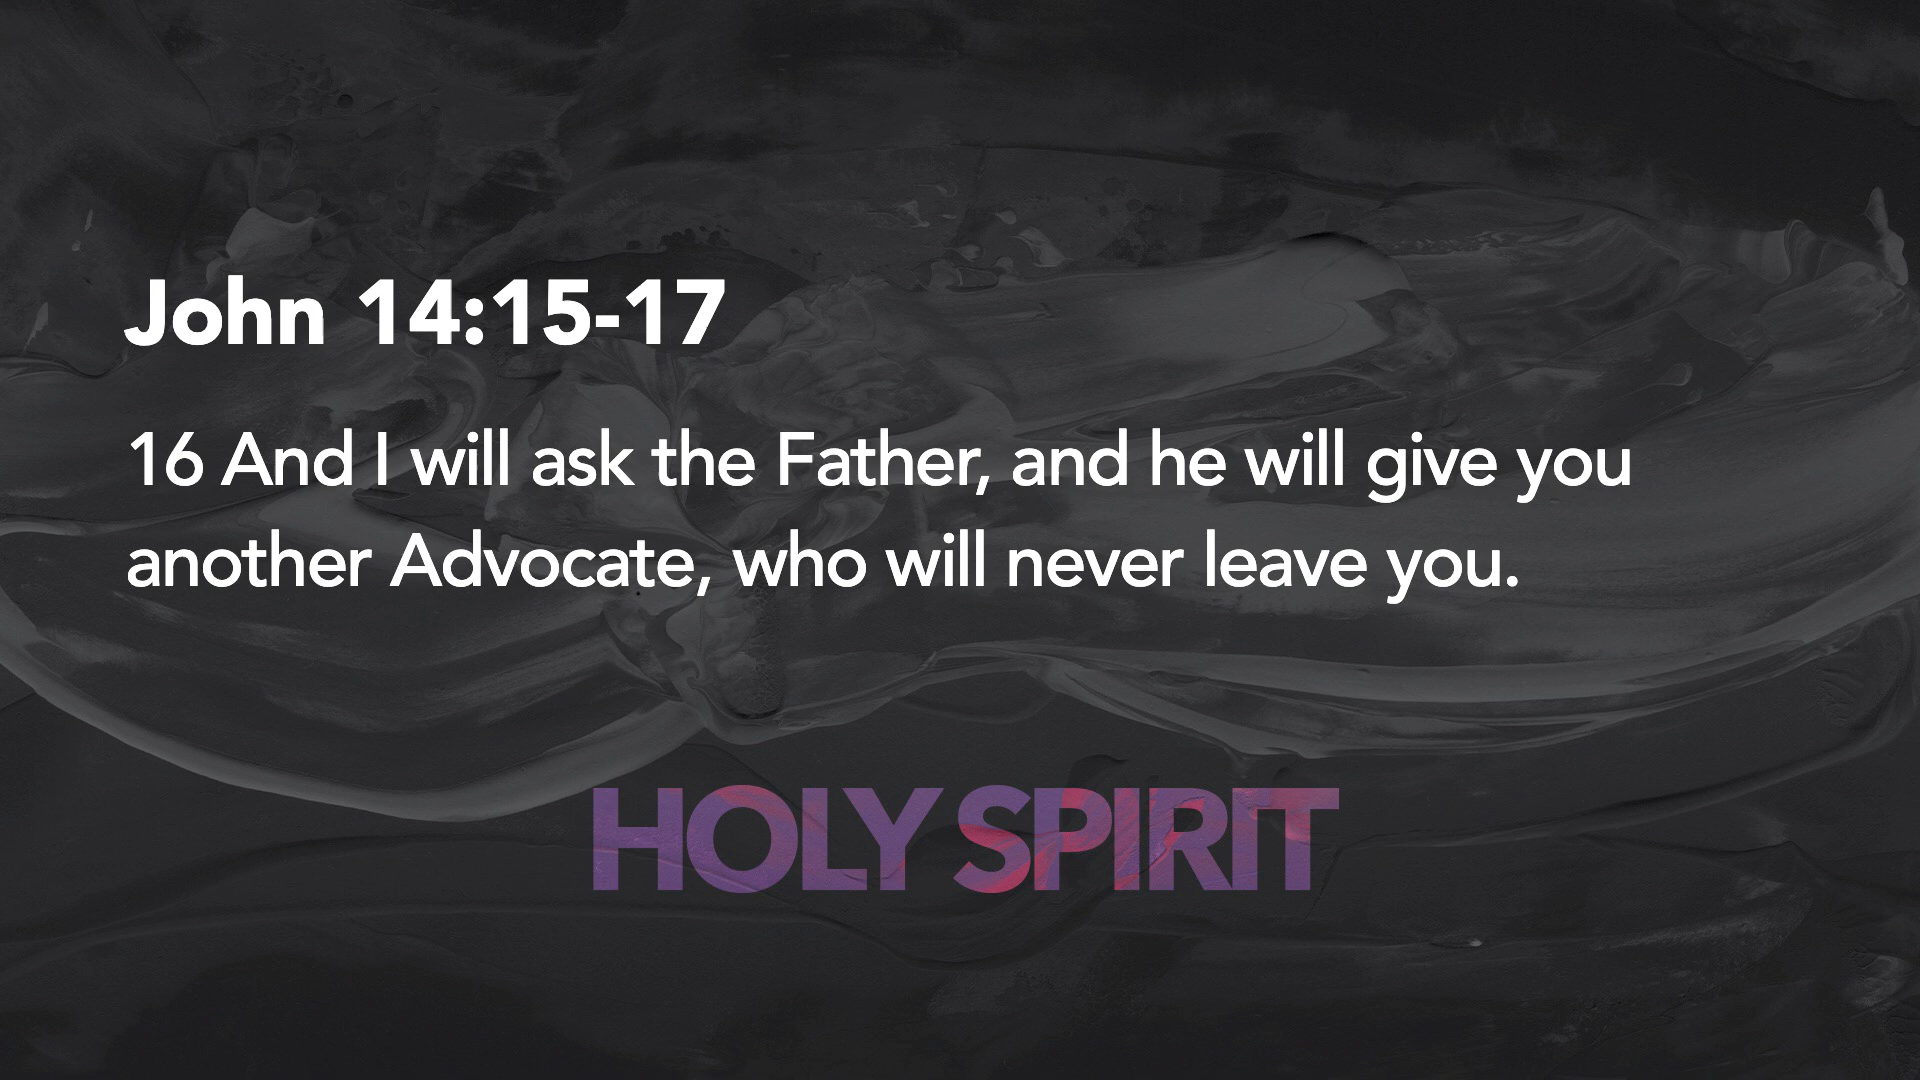 John 14:15-17
16 And I will ask the Father, and he will give you
another Advocate, who will never leave you.
HOLY SPIRIT